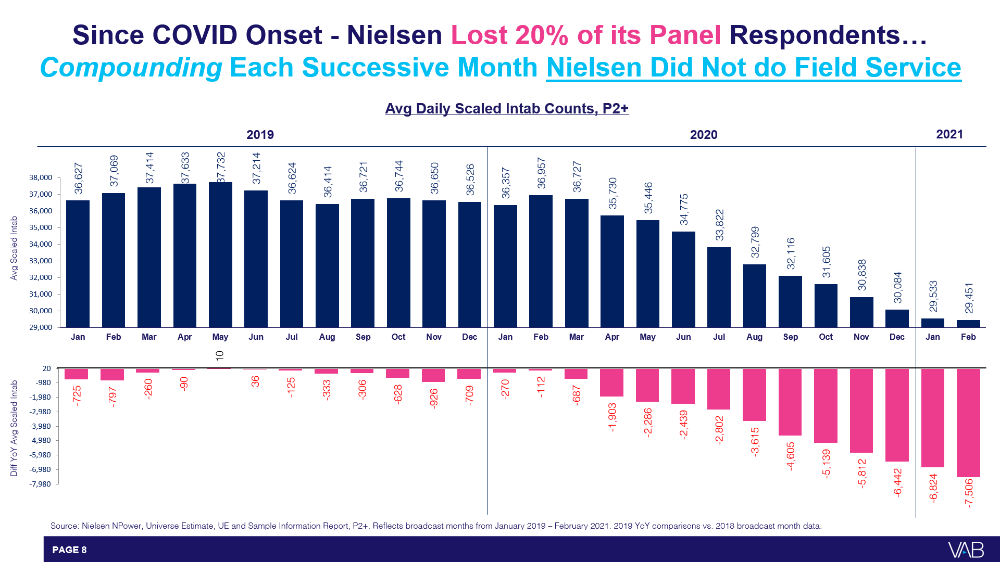 Since COVID Onset - Nielsen Lost 20% of its Panel Respondents…
Compounding Each Successive Month Nielsen Did Not do Field Service
Avg Daily Scaled Intab Counts, P2+
2019 2020 2021
36,627 37,069 37,414 37,633 37,732 37,214 36,624 36,414 36,721 36,744 36,650 36,526 36,357 36,957 36,727 35,730 35,446 34,775 33,822 32,799 32,116 31,605 30,838 30,084 29,533 29,451
Avg Scaled Intab
38,000
37,000
36,000
35,000
34,000
33,000
32,000
31,000
30,000
29,000
Jan Feb Mar Apr May Jun Jul Aug Sep Oct Nov Dec Jan Feb Mar Apr May Jun Jul Aug Sep Oct Nov Dec Jan Feb
Diff YoY Avg Scaled Intab
20
-980
-1,980
-2,980
-3,980
-4,980
-5,980
-6,980
-7,980
-725 -797 -260 -90 10 -36 -125 -333 -306 -628 -926 -709 -270 -112 -687 -1,903 -2,286 -2,439 -2,802 -3,615 -4,605 -5,139 -5,812 -6,442 -6,824 -7,506
Source: Nielsen NPower, Universe Estimate, UE and Sample Information Report, P2+. Reflects broadcast months from January 2019 – February 2021. 2019 YoY comparisons vs. 2018 broadcast month data.
PAGE 8
VAB